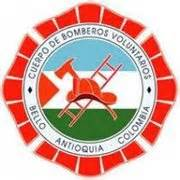 CUERPO DE BOMBEROS VOLUNTARIOS
BELLO ANTIOQUIA COLOMBIA